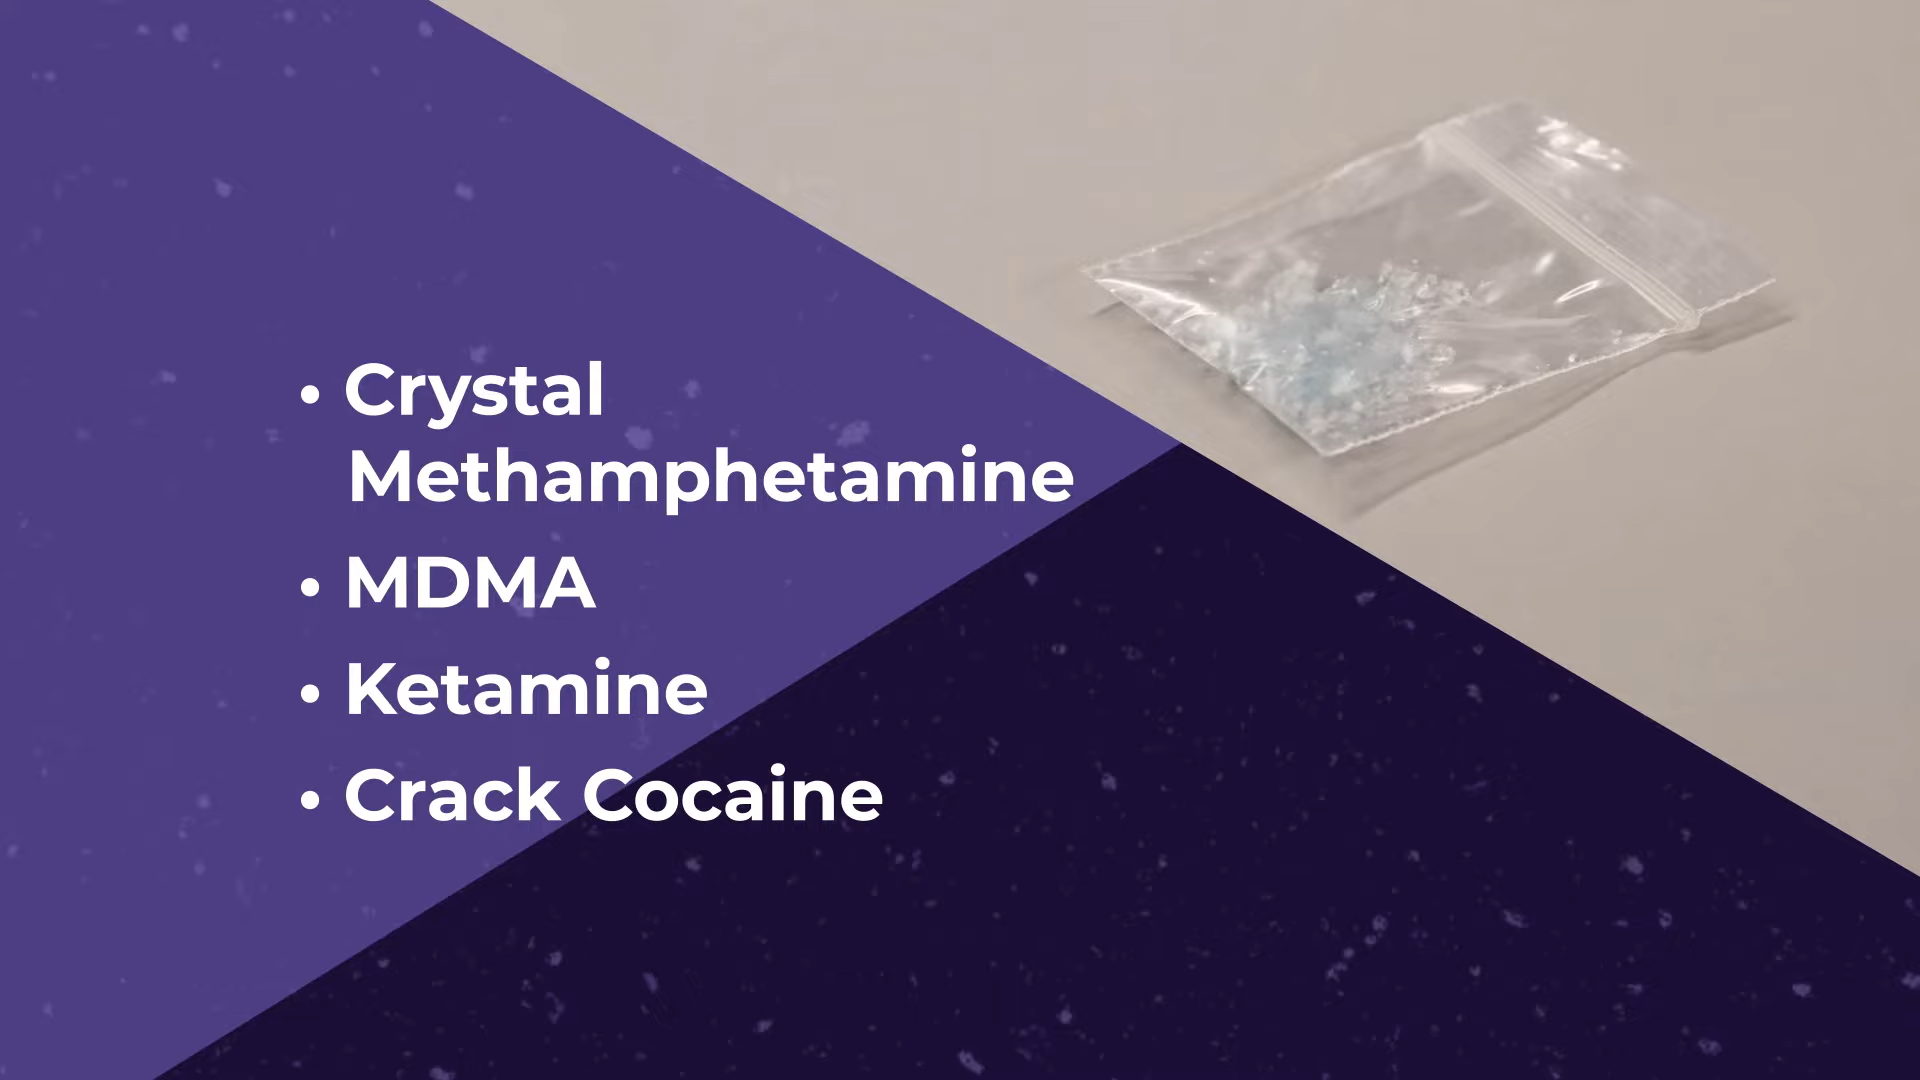 • Crystal
Methamphetamine
• MDMA
• Ketamine
• Crack Cocaine